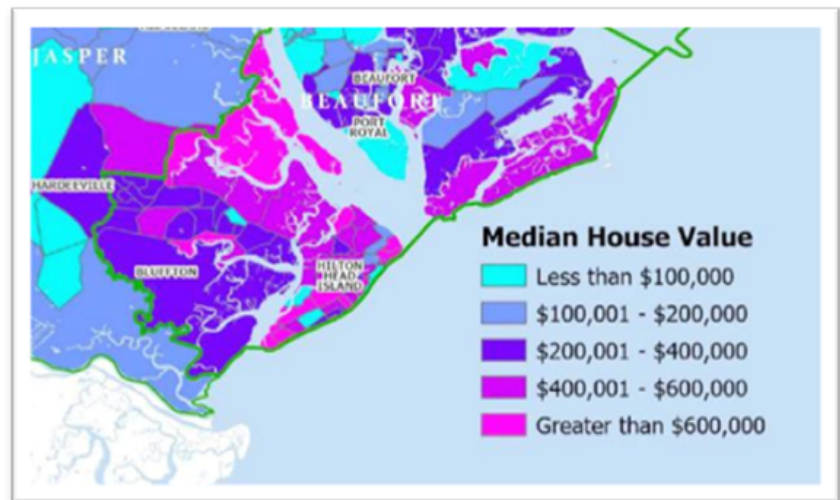 JASPER
BEAUFORT
BEAUFORT
PORT
ROYAL
HARDEEVILLE
BLUFFTON
HILTON
HEAD
ISLAND
Median House Value
Less than $100,000
$100,001 - $200,000
$200,001 - $400,000
$400,001 - $600,000
Greater than $600,000